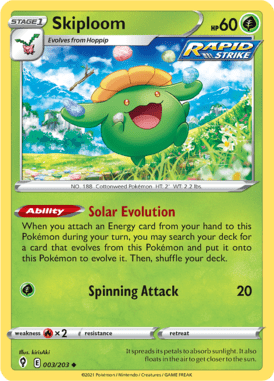 STAGE 1
Skiploom
HP 60
Evolves from Hoppip
RAPID
STRIKE
NO. 188 Cottonweed Pokémon HT: 2' WT: 2.2 lbs.
Ability Solar Evolution
When you attach an Energy card from your hand to this
Pokémon during your turn, you may search your deck for
a card that evolves from this Pokémon and put it onto
this Pokémon to evolve it. Then, shuffle your deck.
Spinning Attack 20
weakness ×2 resistance retreat
Illus. kirisAki
E 003/203
It spreads its petals to absorb sunlight. It also
floats in the air to get closer to the sun.
©2021 Pokémon / Nintendo / Creatures / GAME FREAK